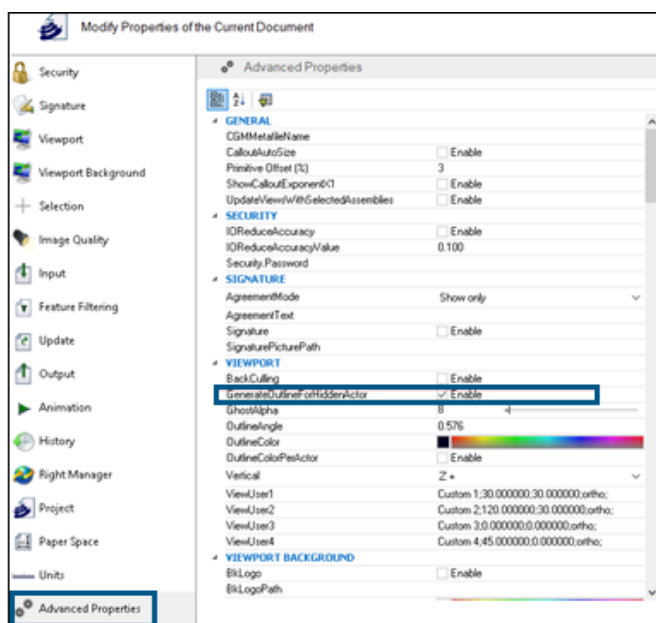 Modify Properties of the Current Document
Security
Signature
Viewport
Viewport Background
Selection
Image Quality
Input
Feature Filtering
Update
Output
Animation
History
Right Manager
Project
Paper Space
Units
Advanced Properties
Advanced Properties
GENERAL
CGMMetafileName
CalloutAutoSize Enable
Primitive Offset (%) 3
ShowCalloutExponentX1 Enable
UpdateViewsWithSelectedAssemblies Enable
SECURITY
IOReduceAccuracy Enable
IOReduceAccuracyValue 0.100
Security.Password
SIGNATURE
AgreementMode Show only
AgreementText
Signature Enable
SignaturePicturePath
VIEWPORT
BackCulling Enable
GenerateOutlineForHiddenActor Enable
GhostAlpha 8
OutlineAngle 0.576
OutlineColor
OutlineColorPerActor Enable
Vertical Z +
ViewUser1 Custom 1;30.000000;30.000000;ortho;
ViewUser2 Custom 2;120.000000;30.000000;ortho;
ViewUser3 Custom 3;0.000000;0.000000;ortho;
ViewUser4 Custom 4;45.000000;0.000000;ortho;
VIEWPORT BACKGROUND
BkLogo Enable
BkLogoPath